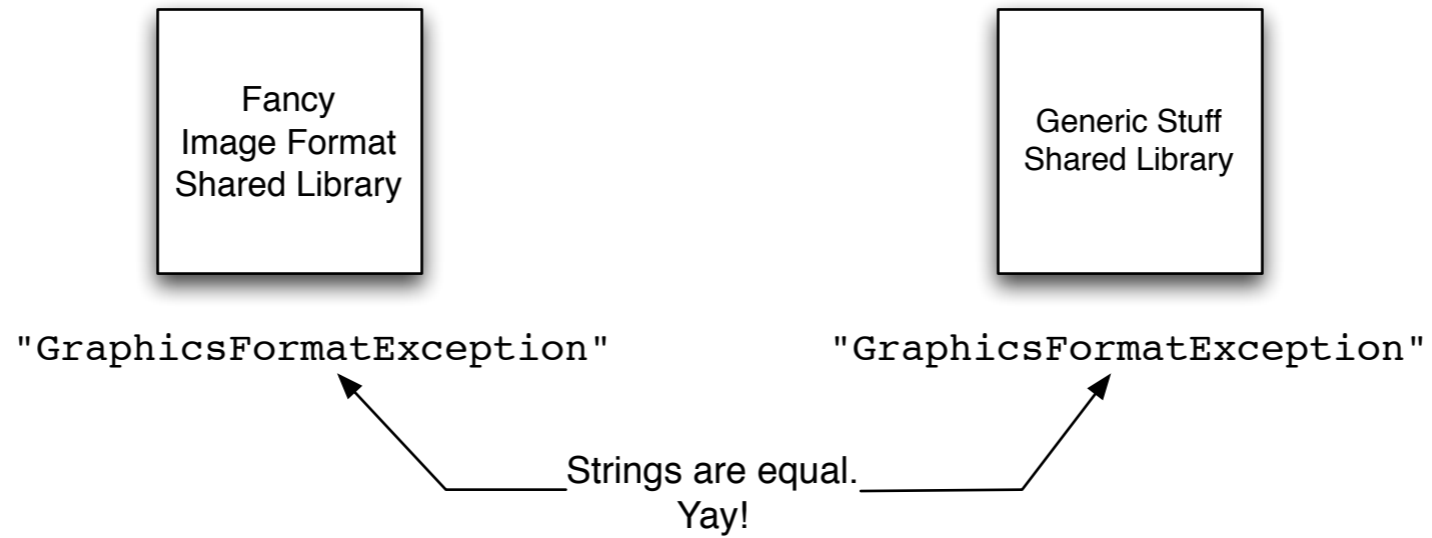 Fancy
Image Format
Shared Library
Generic Stuff
Shared Library
"GraphicsFormatException"
"GraphicsFormatException"
Strings are equal.
Yay!